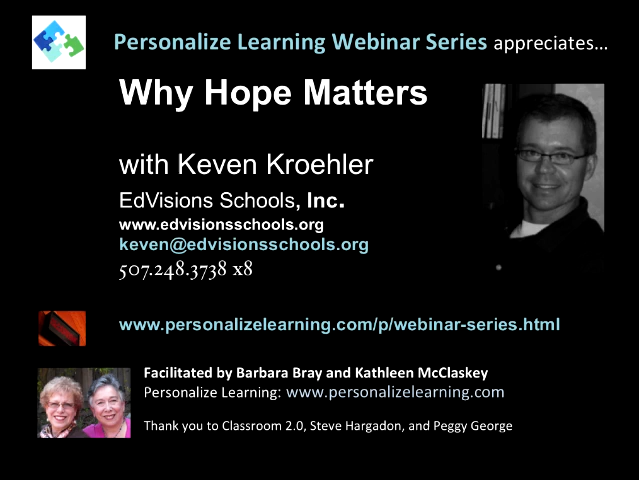 Personalize Learning Webinar Series appreciates…
Why Hope Matters
with Keven Kroehler
EdVisions Schools, Inc.
www.edvisionsschools.org
keven@edvisionsschools.org
507.248.3738 x8
www.personalizelearning.com/p/webinar-series.html
Facilitated by Barbara Bray and Kathleen McClaskey
Personalize Learning: www.personalizelearning.com
Thank you to Classroom 2.0, Steve Hargadon, and Peggy George